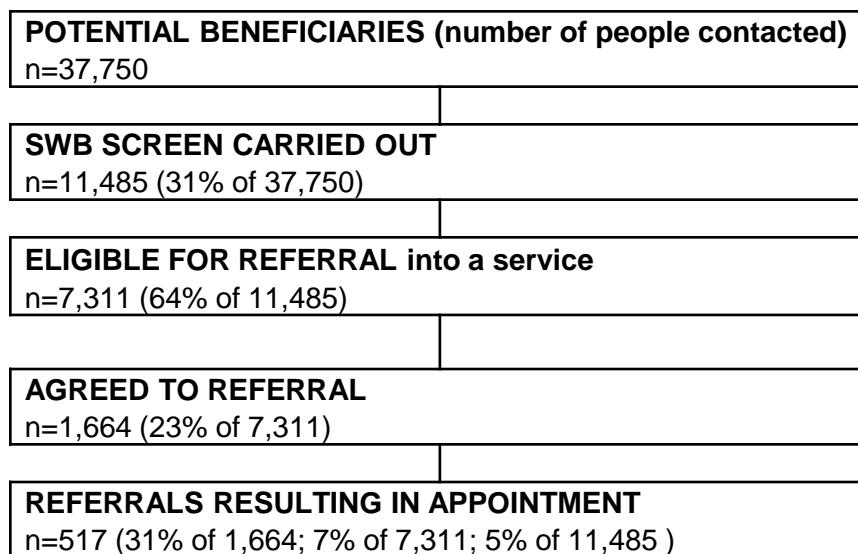 POTENTIAL BENEFICIARIES (number of people contacted)
n=37,750
SWB SCREEN CARRIED OUT
n=11,485 (31% of 37,750)
ELIGIBLE FOR REFERRAL into a service
n=7,311 (64% of 11,485)
AGREED TO REFERRAL
n=1,664 (23% of 7,311)
REFERRALS RESULTING IN APPOINTMENT
n=517 (31% of 1,664; 7% of 7,311; 5% of 11,485 )